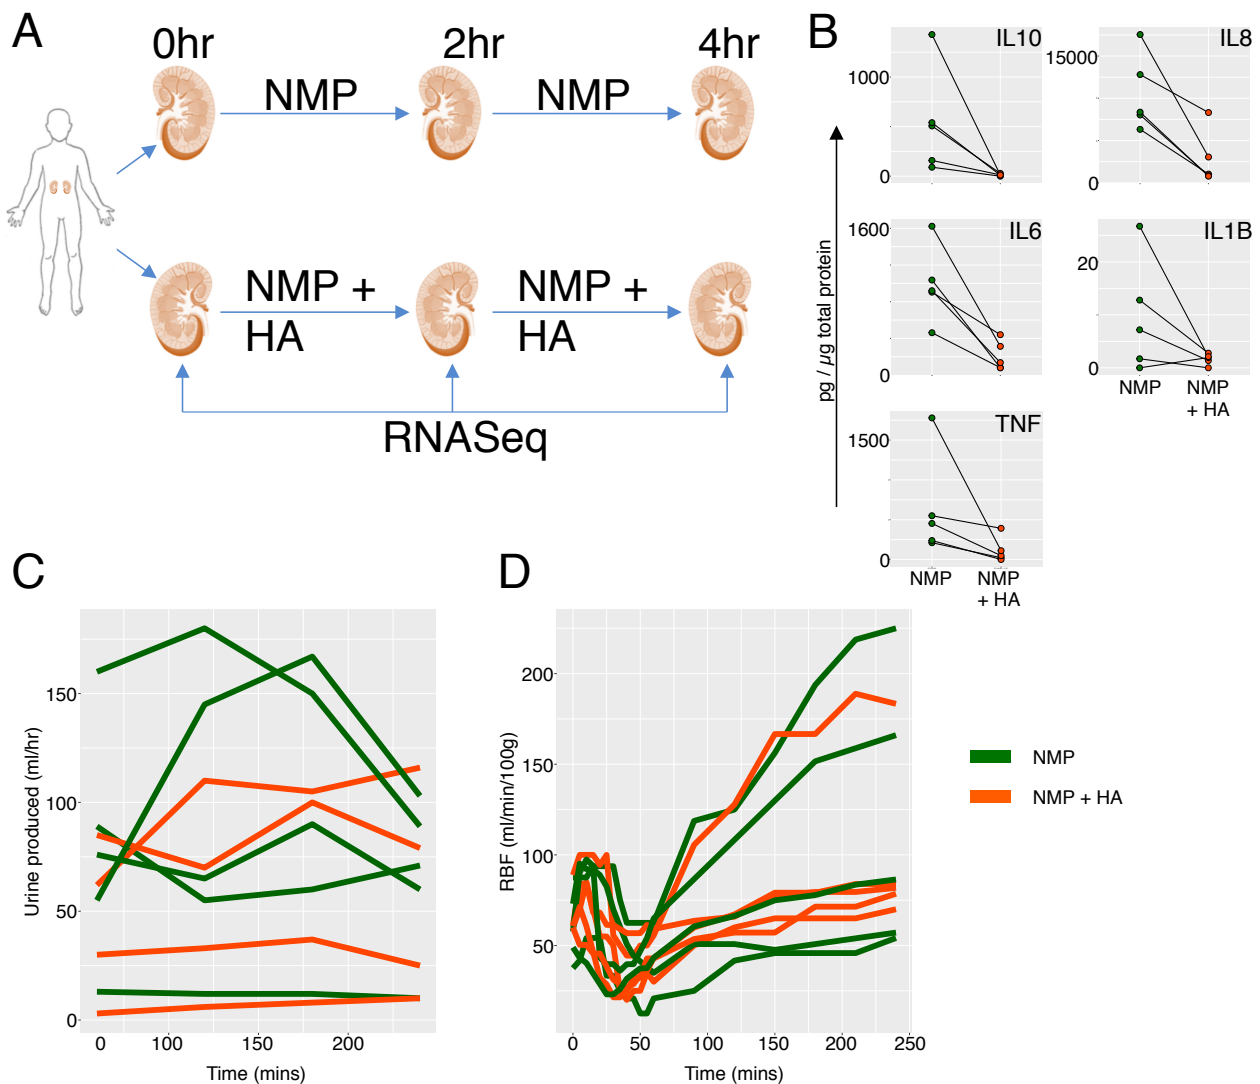 A
0hr
2hr
4hr
NMP
NMP
NMP +
HA
NMP +
HA
RNASeq
B
pg / µg total protein
IL10
1000
0
IL8
15000
0
IL6
1600
0
IL1B
20
0
NMP
NMP
+ HA
TNF
1500
0
NMP
NMP
+ HA
C
Urine produced (ml/hr)
150
100
50
0
0
100
150
200
Time (mins)
D
RBF (ml/min/100g)
200
150
100
50
0
50
100
150
200
250
Time (mins)
NMP
NMP + HA